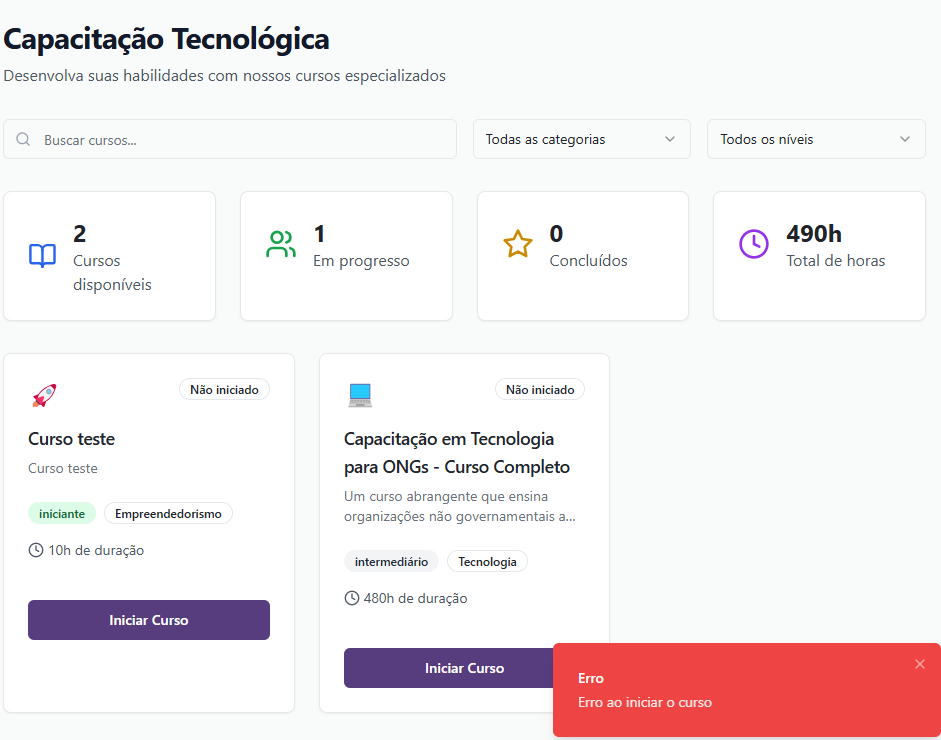 Capacitação Tecnológica
Desenvolva suas habilidades com nossos cursos especializados
Buscar cursos...
Todas as categorias
Todos os níveis
2
Cursos
disponíveis
1
Em progresso
0
Concluídos
490h
Total de horas
Não iniciado
Curso teste
Curso teste
iniciante
Empreendedorismo
10h de duração
Iniciar Curso
Não iniciado
Capacitação em Tecnologia
para ONGs - Curso Completo
Um curso abrangente que ensina
organizações não governamentais a...
intermediário
Tecnologia
480h de duração
Iniciar Curso
Erro
Erro ao iniciar o curso